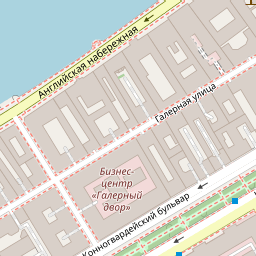 Английская набережная
Галерная улица
Бизнес-
центр
«Галерный
двор»
Конногвардейский бульвар